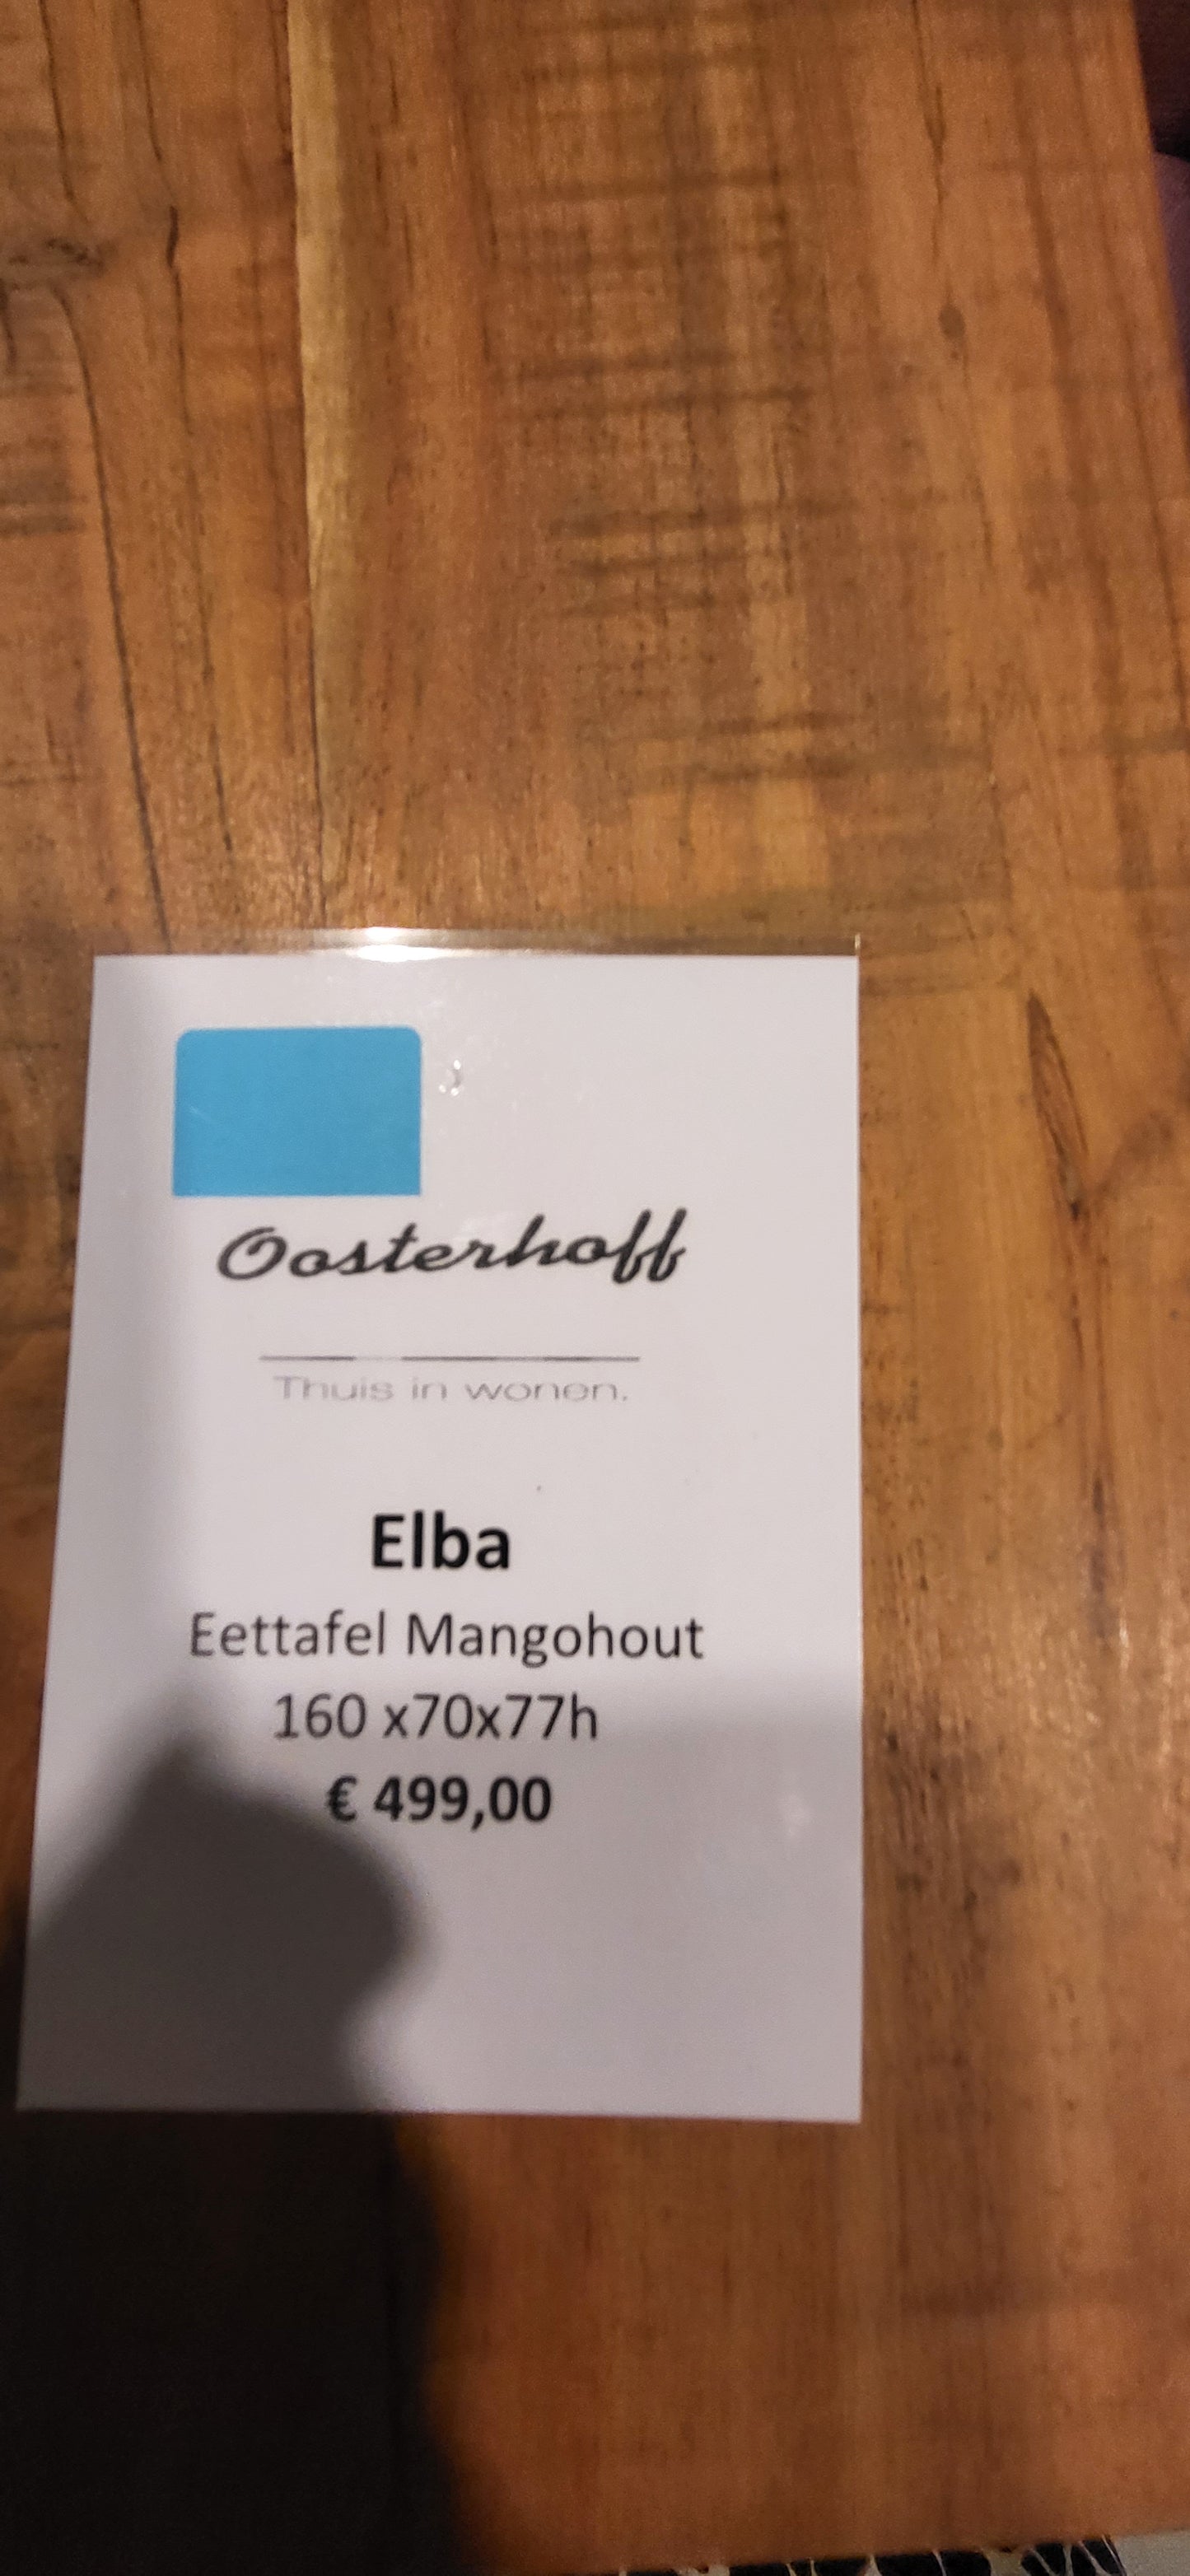 Oosterhoff
Thuis in wonen.
Elba
Eettafel Mangohout
160 x70x77h
€ 499,00